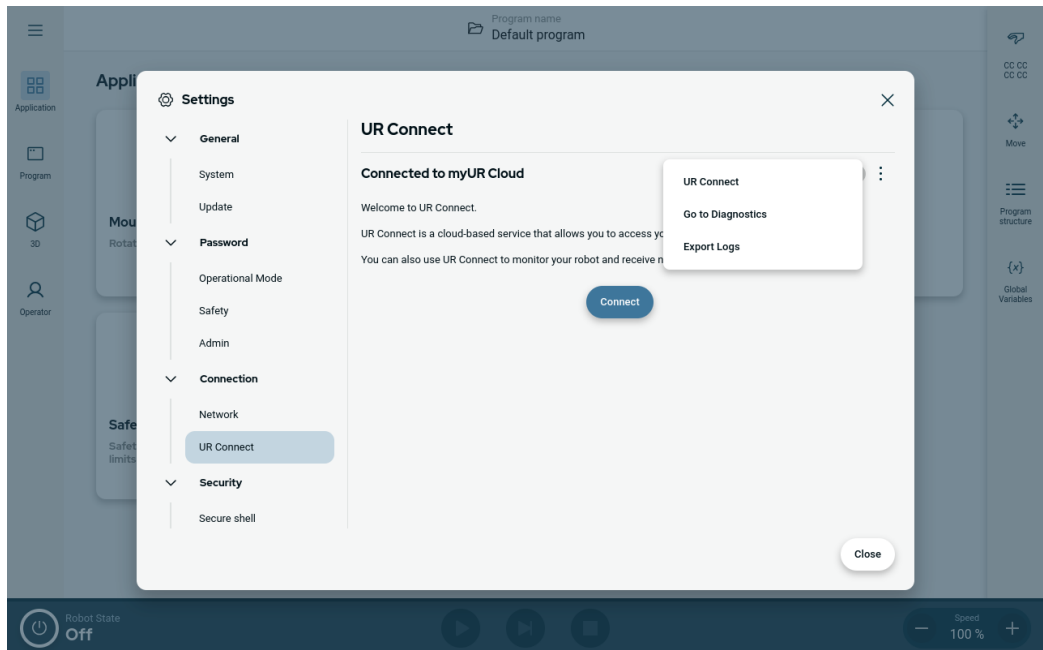 Program name
Default program
Application
Program
3D
Operator
Appli
Mou
Rotat
Safe
Safet
limits
Settings
General
System
Update
Password
Operational Mode
Safety
Admin
Connection
Network
UR Connect
Security
Secure shell
UR Connect
Connected to myUR Cloud
Welcome to UR Connect.
UR Connect is a cloud-based service that allows you to access yo
You can also use UR Connect to monitor your robot and receive n
Connect
UR Connect
Go to Diagnostics
Export Logs
Close
CC CC
CC CC
Move
Program
structure
{x}
Global
Variables
Robot State
Off
Speed
100 %